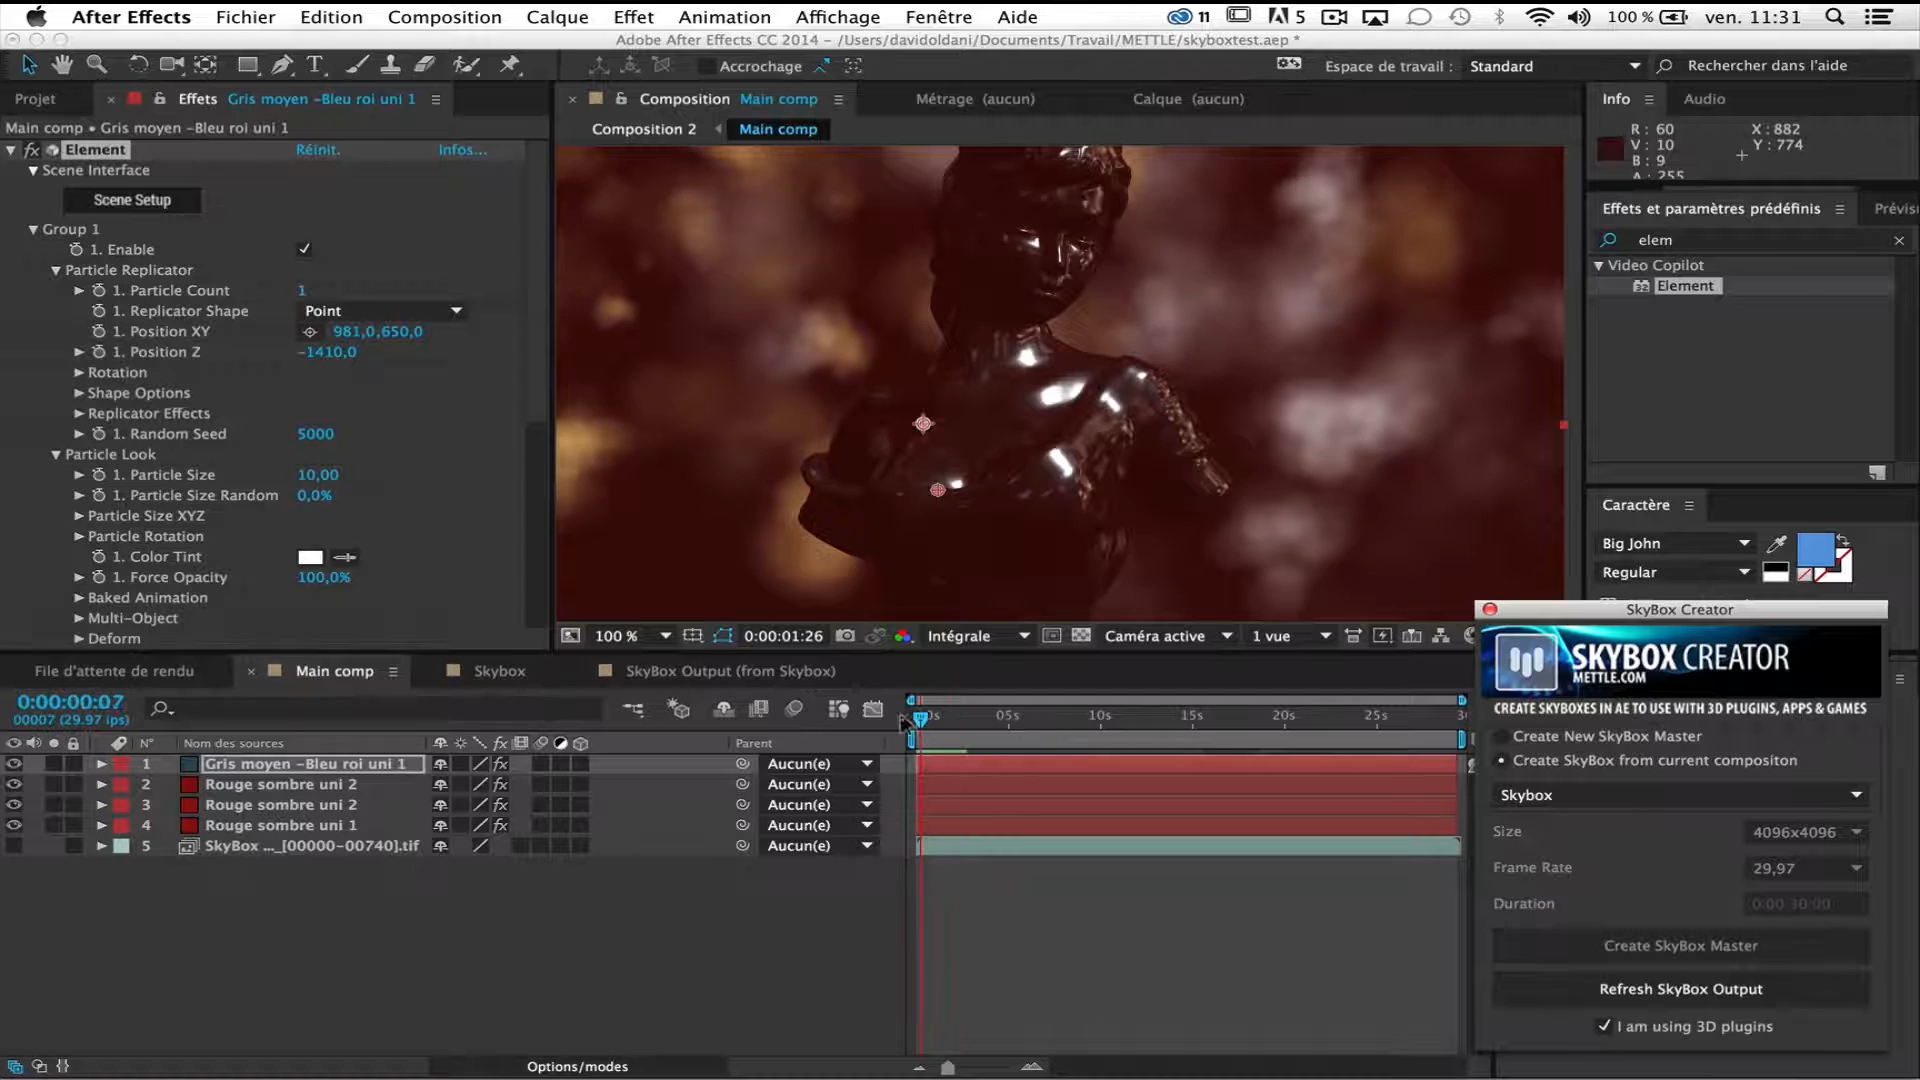 After Effects Fichier Edition Composition Calque Effet Animation Affichage Fenêtre Aide 11 5 100 % ven. 11:31
Adobe After Effects CC 2014 – /Users/davidoldani/Documents/Travail/METTLE/skyboxtest.aep *
Accrochage Espace de travail : Standard Rechercher dans l'aide
Projet × Effets Gris moyen –Bleu roi uni 1
Main comp • Gris moyen –Bleu roi uni 1
fx Element Réinit. Infos...
Scene Interface
Scene Setup
Group 1
1. Enable
Particle Replicator
1. Particle Count 1
1. Replicator Shape Point
1. Position XY 981,0,650,0
1. Position Z –1410,0
Rotation
Shape Options
Replicator Effects
1. Random Seed 5000
Particle Look
1. Particle Size 10,00
1. Particle Size Random 0,0%
Particle Size XYZ
Particle Rotation
1. Color Tint
1. Force Opacity 100,0%
Baked Animation
Multi-Object
Deform
× Composition Main comp Métrage (aucun) Calque (aucun)
Composition 2 Main comp
100 % 0:00:01:26 Intégrale Caméra active 1 vue
Info Audio
R : 60 X : 882
V : 10 Y : 774
B : 9
A : 255
Effets et paramètres prédéfinis Prévis
elem ×
Video Copilot
32 Element
Caractère
Big John
Regular
SkyBox Creator
SKYBOX CREATOR
METTLE.COM
CREATE SKYBOXES IN AE TO USE WITH 3D PLUGINS, APPS & GAMES
Create New SkyBox Master
Create SkyBox from current compositon
Skybox
Size 4096x4096
Frame Rate 29,97
Duration 0:00:30:00
Create SkyBox Master
Refresh SkyBox Output
I am using 3D plugins
File d'attente de rendu × Main comp Skybox SkyBox Output (from Skybox)
0:00:00:07
00007 (29.97 ips)
05s 10s 15s 20s 25s
N° Nom des sources fx Parent
1 Gris moyen –Bleu roi uni 1 fx Aucun(e)
2 Rouge sombre uni 2 fx Aucun(e)
3 Rouge sombre uni 2 fx Aucun(e)
4 Rouge sombre uni 1 fx Aucun(e)
5 SkyBox ..._[00000-00740].tif Aucun(e)
Options/modes